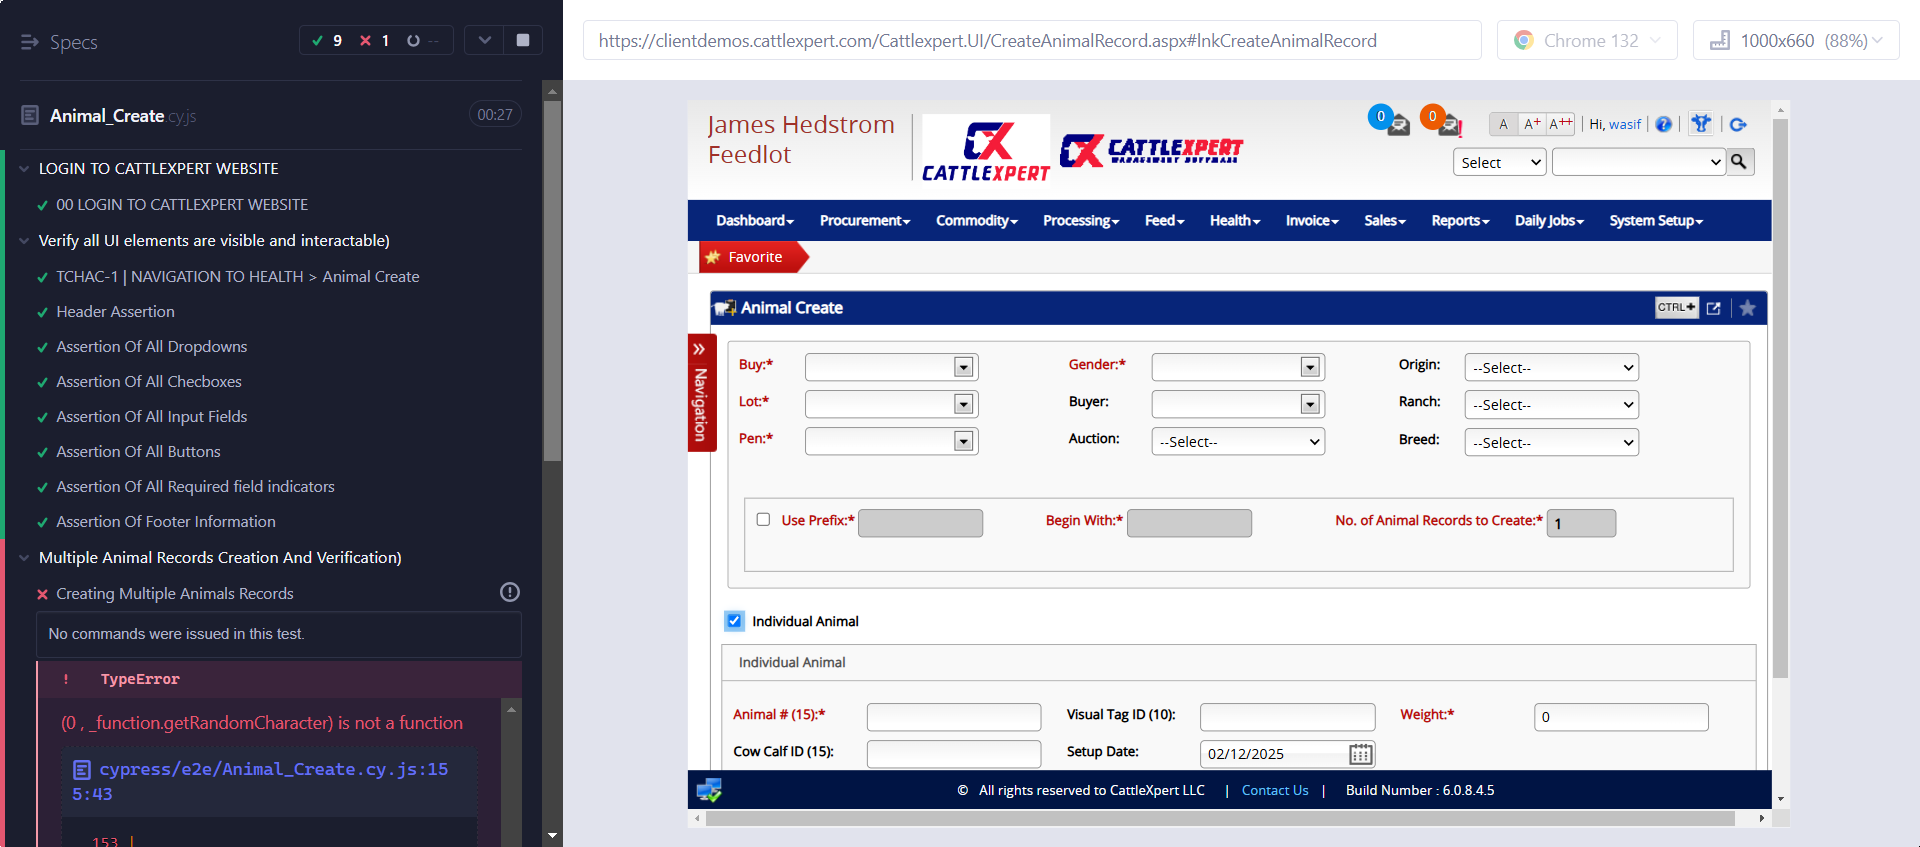 Specs
9 1 --
Animal_Create.cy.js 00:27
LOGIN TO CATTLEXPERT WEBSITE
00 LOGIN TO CATTLEXPERT WEBSITE
Verify all UI elements are visible and interactable)
TCHAC-1 | NAVIGATION TO HEALTH > Animal Create
Header Assertion
Assertion Of All Dropdowns
Assertion Of All Checboxes
Assertion Of All Input Fields
Assertion Of All Buttons
Assertion Of All Required field indicators
Assertion Of Footer Information
Multiple Animal Records Creation And Verification)
Creating Multiple Animals Records
No commands were issued in this test.
! TypeError
(0 , _function.getRandomCharacter) is not a function
cypress/e2e/Animal_Create.cy.js:15
5:43
153 |
https://clientdemos.cattlexpert.com/Cattlexpert.UI/CreateAnimalRecord.aspx#lnkCreateAnimalRecord
Chrome 132
1000x660 (88%)
James Hedstrom
Feedlot
CATTLEXPERT
CATTLEXPERT
MANAGEMENT SOFTWARE
0 0
A A+ A++ | Hi, wasif | ? | |
Select
Dashboard Procurement Commodity Processing Feed Health Invoice Sales Reports Daily Jobs System Setup
Favorite
Animal Create CTRL+
Navigation
Buy:* Gender:* Origin: --Select--
Lot:* Buyer: Ranch: --Select--
Pen:* Auction: --Select-- Breed: --Select--
Use Prefix:* Begin With:* No. of Animal Records to Create:* 1
Individual Animal
Individual Animal
Animal # (15):* Visual Tag ID (10): Weight:* 0
Cow Calf ID (15): Setup Date: 02/12/2025
© All rights reserved to CattleXpert LLC | Contact Us | Build Number : 6.0.8.4.5